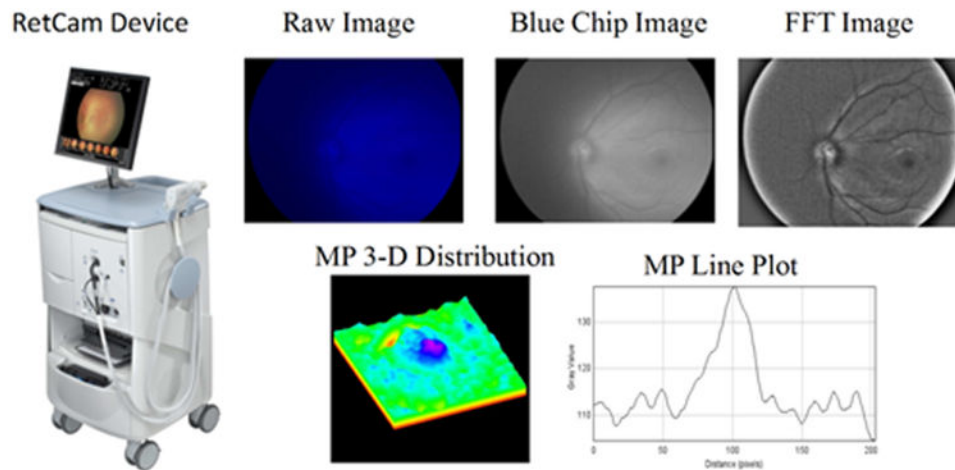 RetCam Device
Raw Image
Blue Chip Image
FFT Image
MP 3-D Distribution
MP Line Plot
Gray Value
130
120
110
0
50
100
150
200
Distance (pixels)